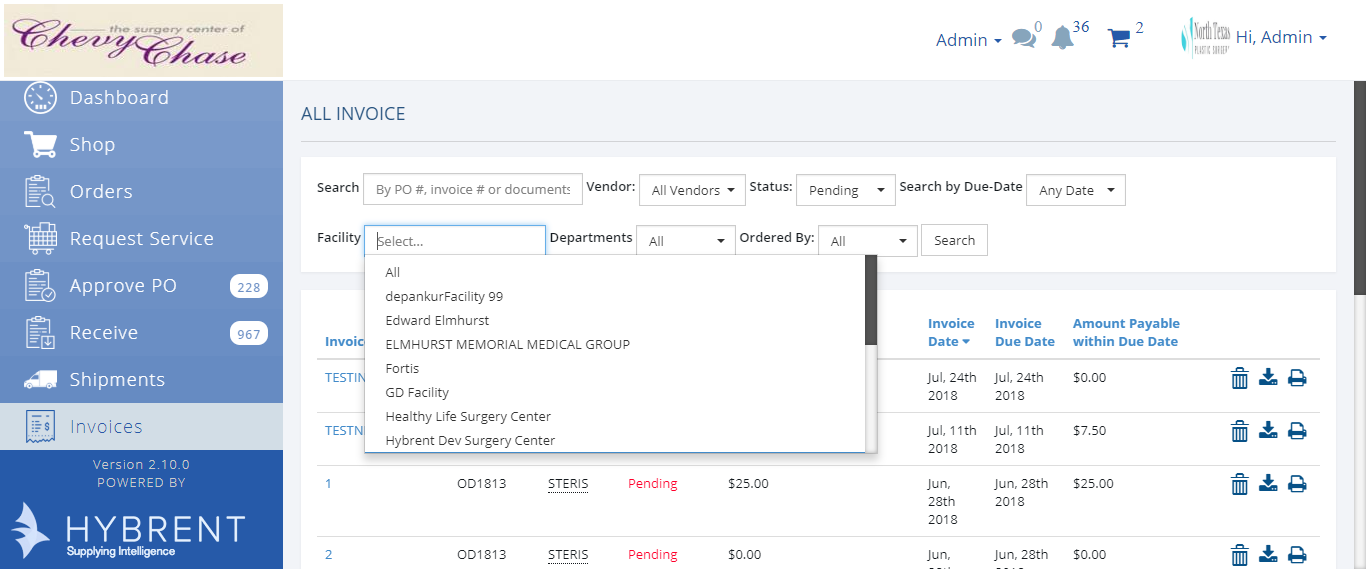 the surgery center of
Chevy Chase
Admin
0
36
2
North Texas
PLASTIC SURGERY
Hi, Admin
Dashboard
Shop
Orders
Request Service
Approve PO 228
Receive 967
Shipments
Invoices
Version 2.10.0
POWERED BY
HYBRENT
Supplying Intelligence
ALL INVOICE
Search By PO #, invoice # or documents Vendor: All Vendors Status: Pending Search by Due-Date Any Date
Facility Select... Departments All Ordered By: All Search
All
depankurFacility 99
Edward Elmhurst
ELMHURST MEMORIAL MEDICAL GROUP
Fortis
GD Facility
Healthy Life Surgery Center
Hybrent Dev Surgery Center
Invoice Invoice Amount Payable
Invoic Date Due Date within Due Date
TESTIN Jul, 24th Jul, 24th $0.00
2018 2018
TESTN Jul, 11th Jul, 11th $7.50
2018 2018
1 OD1813 STERIS Pending $25.00 Jun, Jun, 28th $25.00
28th 2018
2018
2 OD1813 STERIS Pending $0.00 Jun, Jun, 28th $0.00